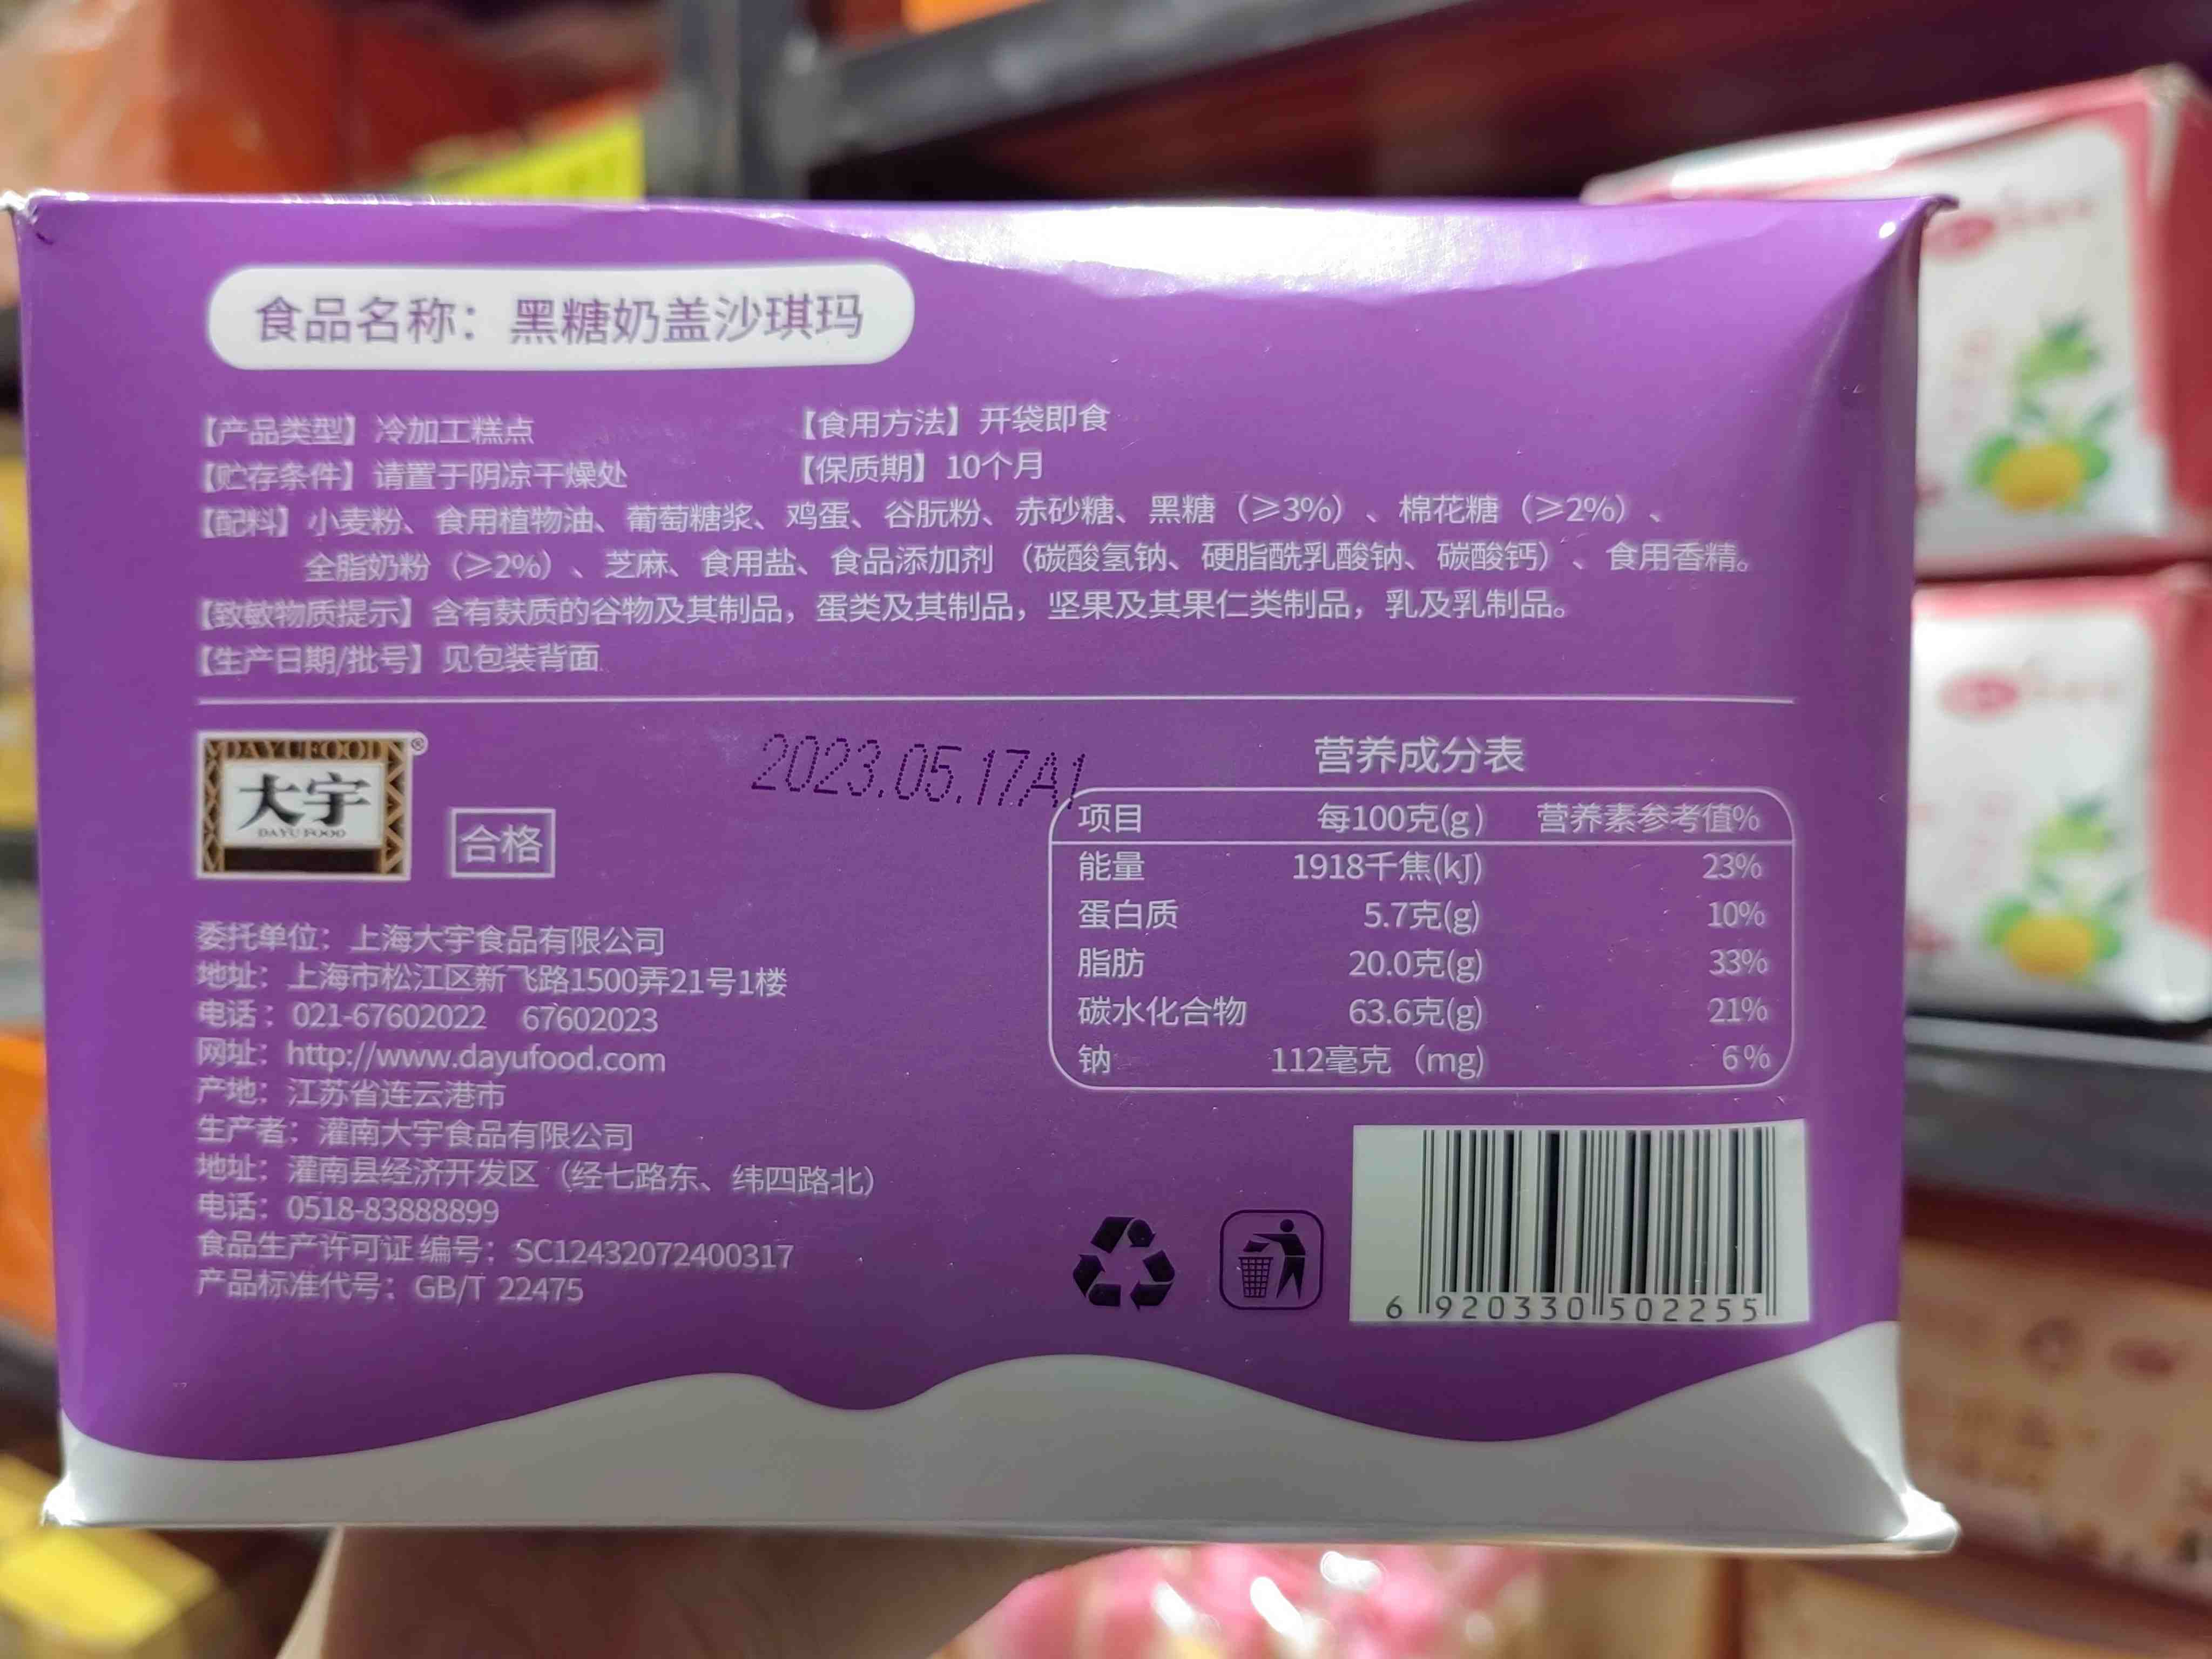 食品名称：黑糖奶盖沙琪玛
【产品类型】冷加工糕点 【食用方法】开袋即食
【贮存条件】请置于阴凉干燥处 【保质期】10个月
【配料】小麦粉、食用植物油、葡萄糖浆、鸡蛋、谷朊粉、赤砂糖、黑糖（≥3%）、棉花糖（≥2%）、
全脂奶粉（≥2%）、芝麻、食用盐、食品添加剂（碳酸氢钠、硬脂酰乳酸钠、碳酸钙）、食用香精。
【致敏物质提示】含有麸质的谷物及其制品，蛋类及其制品，坚果及其果仁类制品，乳及乳制品。
【生产日期/批号】见包装背面
DAYUFOOD®
大宇
DAYU FOOD
合格
2023.05.17A1
委托单位：上海大宇食品有限公司
地址：上海市松江区新飞路1500弄21号1楼
电话：021-67602022 67602023
网址：http://www.dayufood.com
产地：江苏省连云港市
生产者：灌南大宇食品有限公司
地址：灌南县经济开发区（经七路东、纬四路北）
电话：0518-83888899
食品生产许可证编号：SC12432072400317
产品标准代号：GB/T 22475
营养成分表
项目 每100克(g) 营养素参考值%
能量 1918千焦(kJ) 23%
蛋白质 5.7克(g) 10%
脂肪 20.0克(g) 33%
碳水化合物 63.6克(g) 21%
钠 112毫克（mg) 6%
6 920330 502255